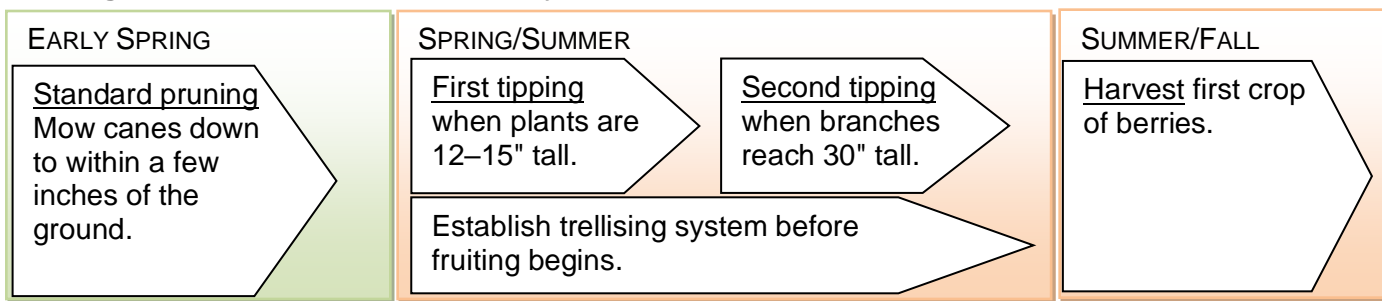 EARLY SPRING
Standard pruning
Mow canes down
to within a few
inches of the
ground.
SPRING/SUMMER
First tipping
when plants are
12–15" tall.
Second tipping
when branches
reach 30" tall.
Establish trellising system before
fruiting begins.
SUMMER/FALL
Harvest first crop
of berries.